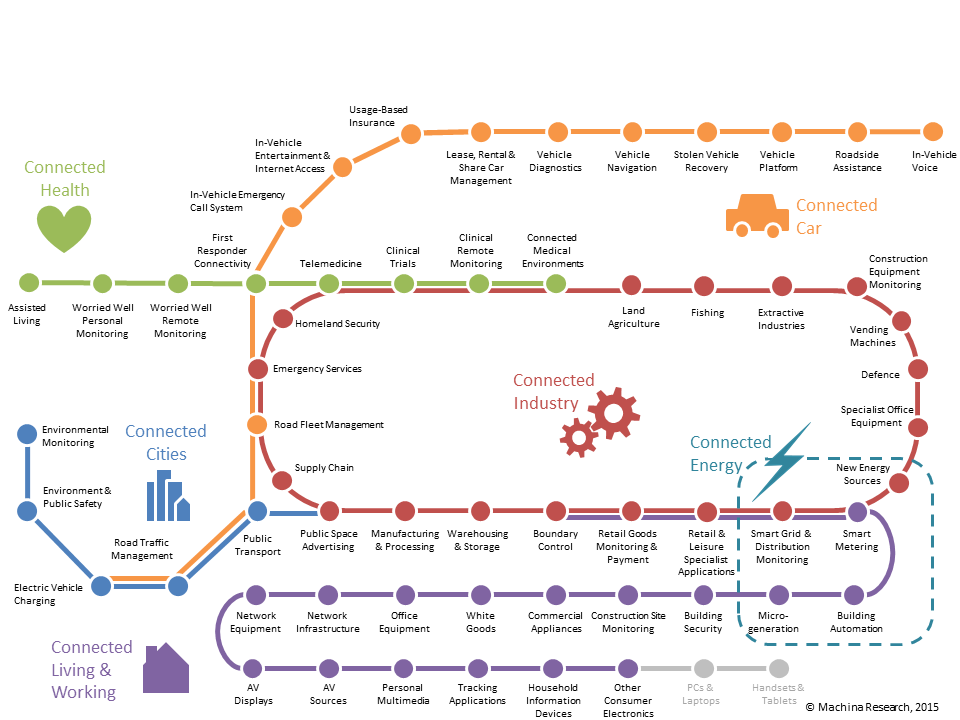 Usage-Based
Insurance
In-Vehicle
Entertainment &
Internet Access
Lease, Rental &
Share Car
Management
Vehicle
Diagnostics
Vehicle
Navigation
Stolen Vehicle
Recovery
Vehicle
Platform
Roadside
Assistance
In-Vehicle
Voice
Connected
Health
In-Vehicle Emergency
Call System
Connected
Car
First
Responder
Connectivity
Telemedicine
Clinical
Trials
Clinical
Remote
Monitoring
Connected
Medical
Environments
Construction
Equipment
Monitoring
Assisted
Living
Worried Well
Personal
Monitoring
Worried Well
Remote
Monitoring
Homeland Security
Land
Agriculture
Fishing
Extractive
Industries
Vending
Machines
Emergency Services
Defence
Connected
Industry
Specialist Office
Equipment
Road Fleet Management
Environmental
Monitoring
Connected
Cities
Connected
Energy
Supply Chain
New Energy
Sources
Environment &
Public Safety
Road Traffic
Management
Public
Transport
Public Space
Advertising
Manufacturing
& Processing
Warehousing
& Storage
Boundary
Control
Retail Goods
Monitoring &
Payment
Retail &
Leisure
Specialist
Applications
Smart Grid &
Distribution
Monitoring
Smart
Metering
Electric Vehicle
Charging
Network
Equipment
Network
Infrastructure
Office
Equipment
White
Goods
Commercial
Appliances
Construction Site
Monitoring
Building
Security
Micro-
generation
Building
Automation
Connected
Living &
Working
AV
Displays
AV
Sources
Personal
Multimedia
Tracking
Applications
Household
Information
Devices
Other
Consumer
Electronics
PCs &
Laptops
Handsets &
Tablets
© Machina Research, 2015